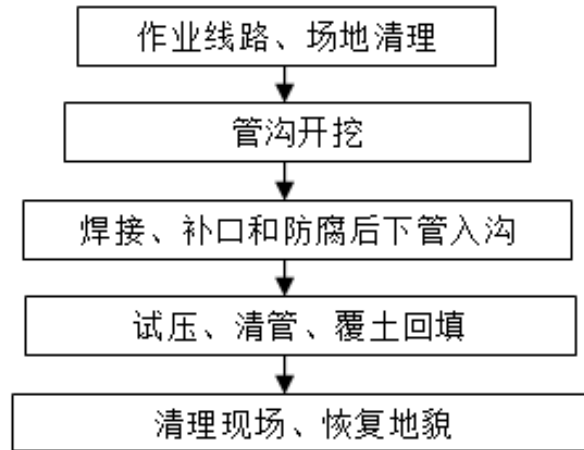 作业线路、场地清理
管沟开挖
焊接、补口和防腐后下管入沟
试压、清管、覆土回填
清理现场、恢复地貌